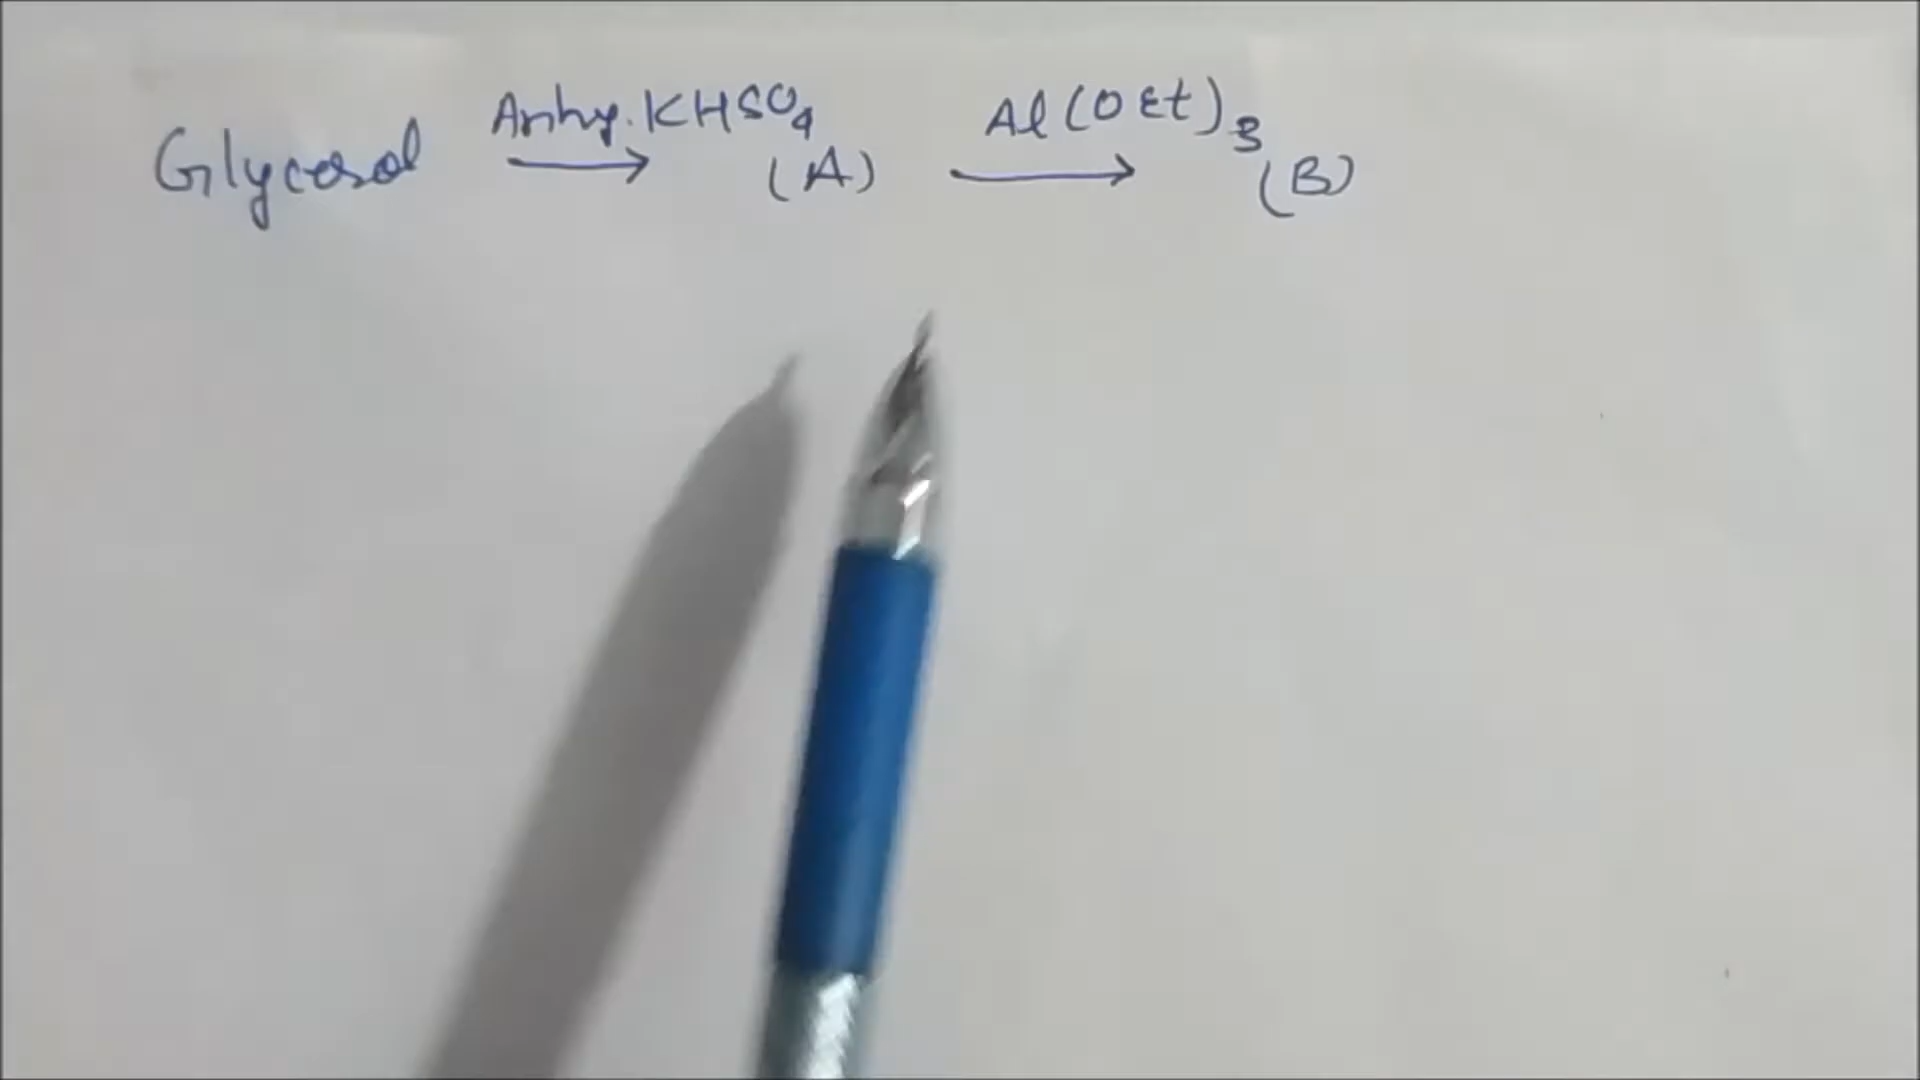 Glycerol Anhy. KHSO4 → (A) Al(OEt)3 → (B)